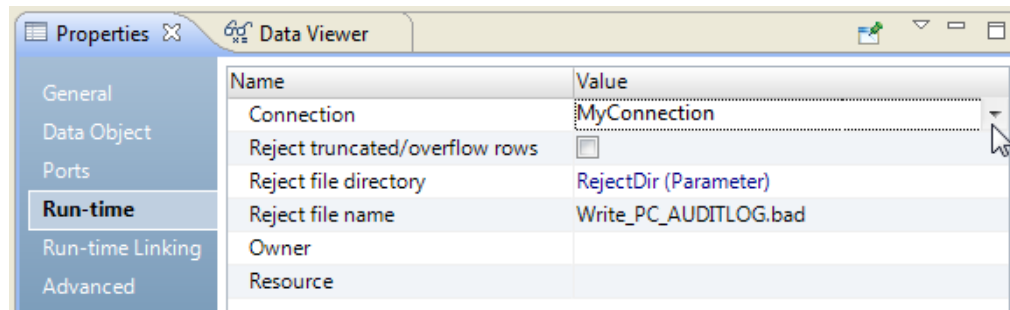 Properties Data Viewer
General
Data Object
Ports
Run-time
Run-time Linking
Advanced
Name Value
Connection MyConnection
Reject truncated/overflow rows
Reject file directory RejectDir (Parameter)
Reject file name Write_PC_AUDITLOG.bad
Owner
Resource